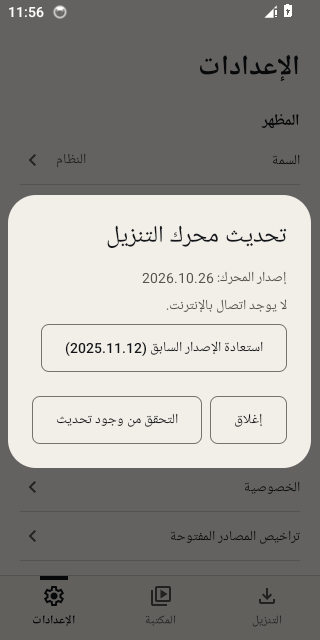 11:56
الإعدادات
المظهر
السمة
النظام
تحديث محرك التنزيل
إصدار المحرك: 2026.10.26
لا يوجد اتصال بالإنترنت.
استعادة الإصدار السابق (2025.11.12)
إغلاق
التحقق من وجود تحديث
الخصوصية
تراخيص المصادر المفتوحة
التنزيل
المكتبة
الإعدادات